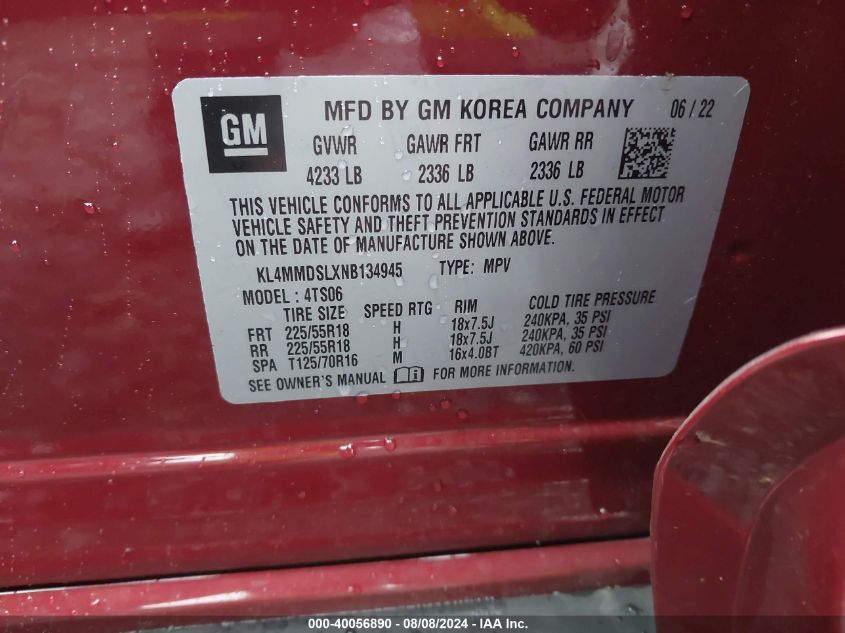 GM
MFD BY GM KOREA COMPANY 06/22
GVWR GAWR FRT GAWR RR
4233 LB 2336 LB 2336 LB
THIS VEHICLE CONFORMS TO ALL APPLICABLE U.S. FEDERAL MOTOR
VEHICLE SAFETY AND THEFT PREVENTION STANDARDS IN EFFECT
ON THE DATE OF MANUFACTURE SHOWN ABOVE.
KL4MMDSLXNB134945 TYPE: MPV
MODEL : 4TS06
TIRE SIZE SPEED RTG RIM COLD TIRE PRESSURE
FRT 225/55R18 H 18x7.5J 240KPA, 35 PSI
RR 225/55R18 H 18x7.5J 240KPA, 35 PSI
SPA T125/70R16 M 16x4.0BT 420KPA, 60 PSI
SEE OWNER'S MANUAL FOR MORE INFORMATION.
000-40056890 - 08/08/2024 - © IAA, Inc.